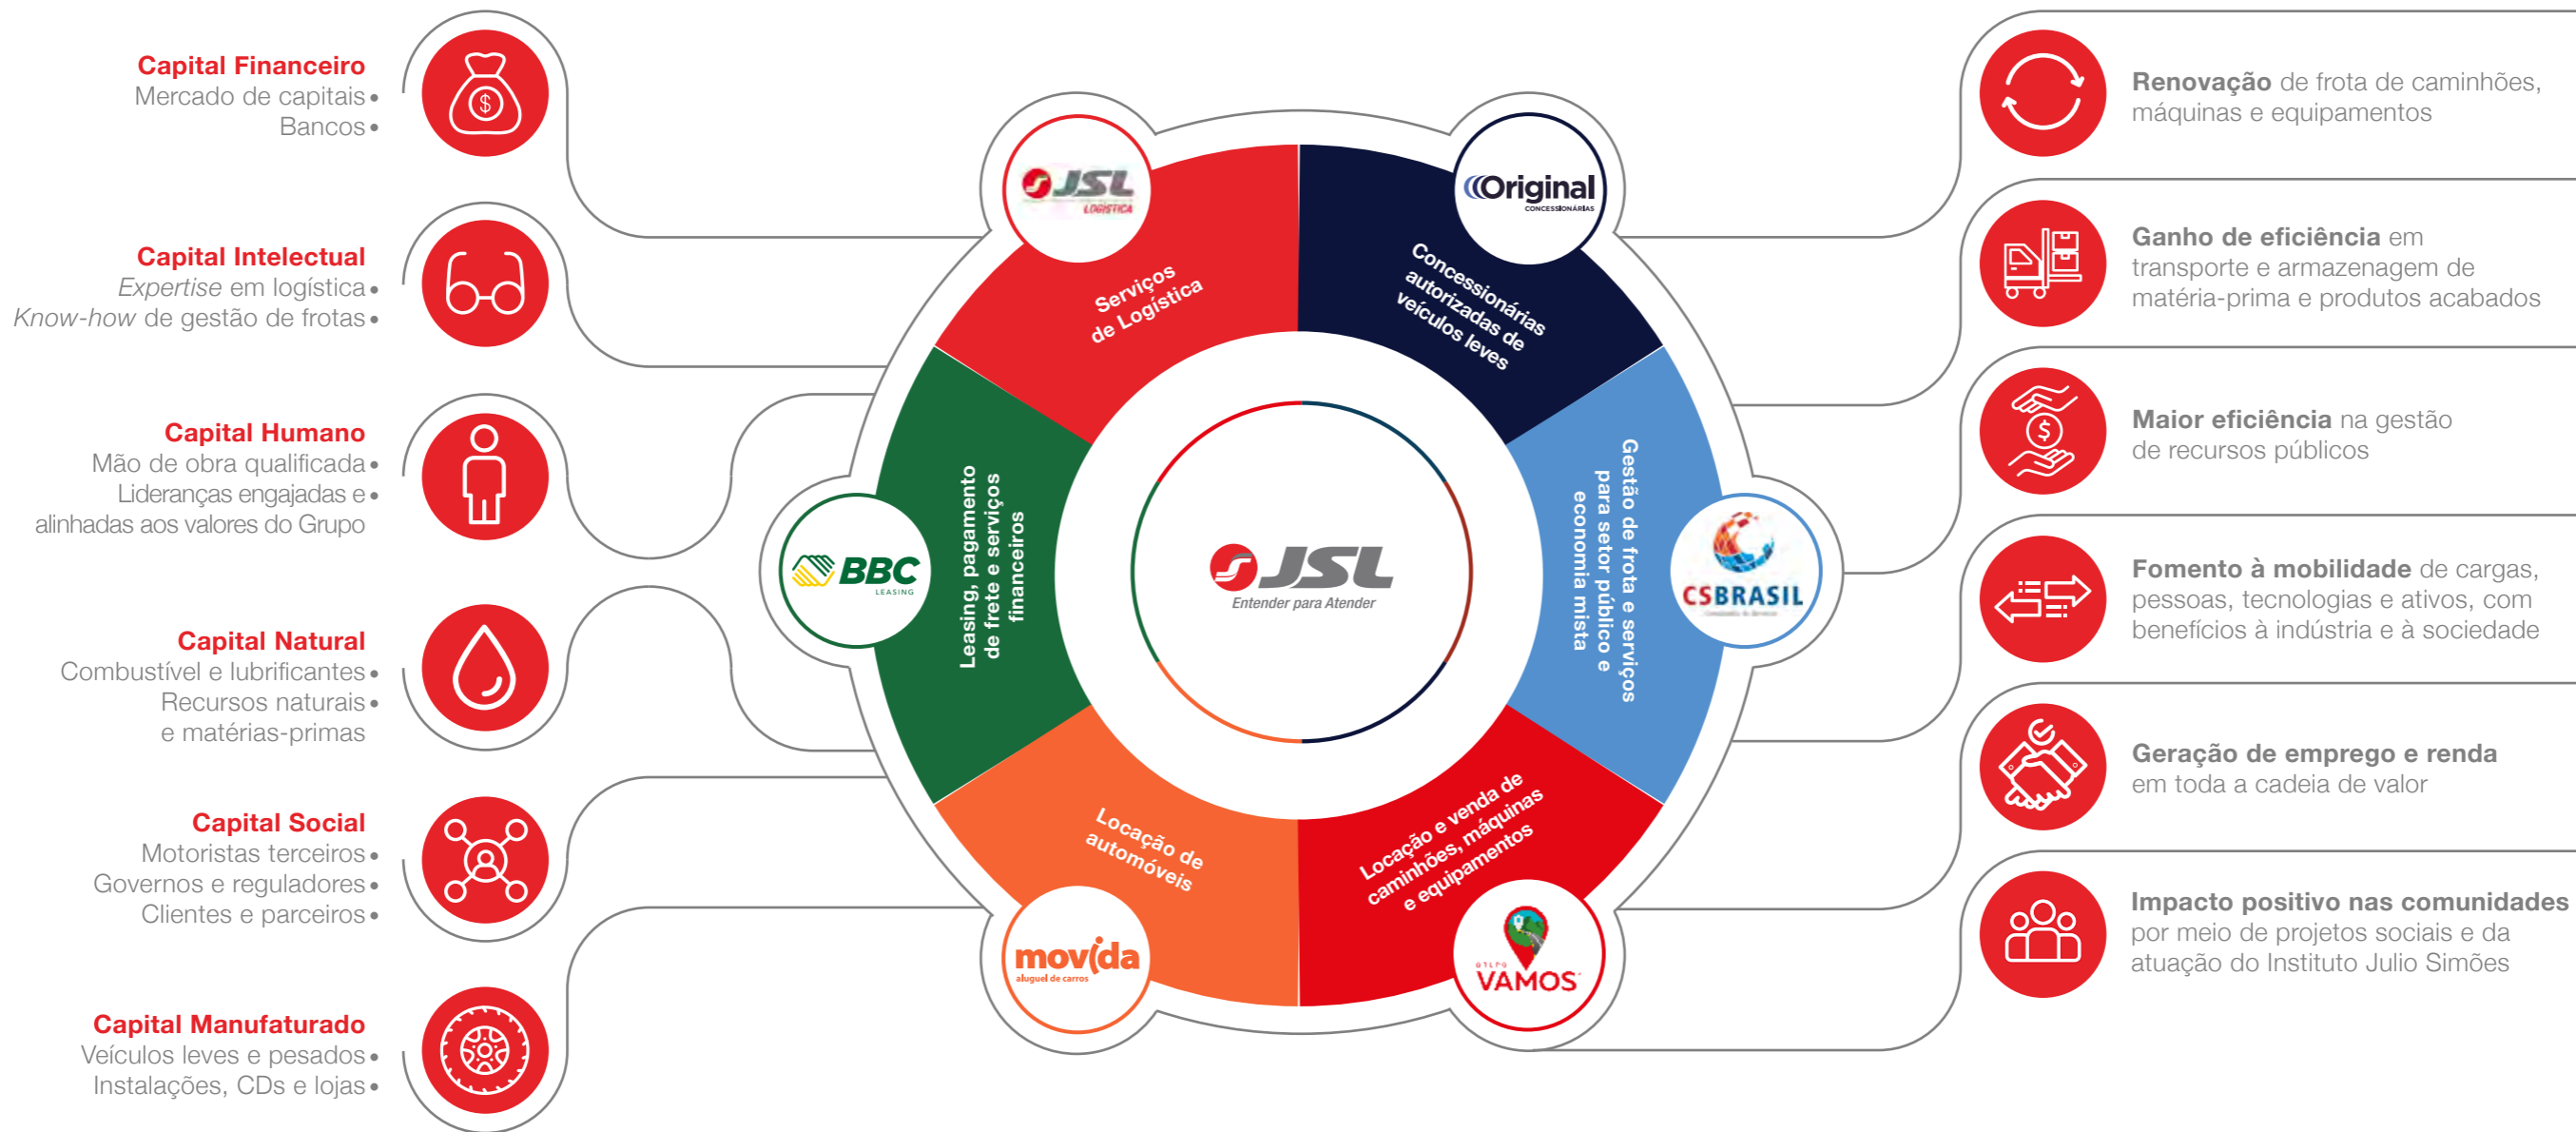 Capital Financeiro
Mercado de capitais •
Bancos •
Capital Intelectual
Expertise em logística •
Know-how de gestão de frotas •
Capital Humano
Mão de obra qualificada •
Lideranças engajadas e •
alinhadas aos valores do Grupo
Capital Natural
Combustível e lubrificantes •
Recursos naturais •
e matérias-primas
Capital Social
Motoristas terceiros •
Governos e reguladores •
Clientes e parceiros •
Capital Manufaturado
Veículos leves e pesados •
Instalações, CDs e lojas •
JSL
LOGÍSTICA
Serviços
de Logística
Original
CONCESSIONÁRIAS
Concessionárias
autorizadas de
veículos leves
BBC
LEASING
Leasing, pagamento
de frete e serviços
financeiros
JSL
Entender para Atender
Gestão de frota e serviços
para setor público e
economia mista
CSBRASIL
movida
aluguel de carros
Locação de
automóveis
Locação e venda de
caminhões, máquinas
e equipamentos
GRUPO
VAMOS
Renovação de frota de caminhões,
máquinas e equipamentos
Ganho de eficiência em
transporte e armazenagem de
matéria-prima e produtos acabados
Maior eficiência na gestão
de recursos públicos
Fomento à mobilidade de cargas,
pessoas, tecnologias e ativos, com
benefícios à indústria e à sociedade
Geração de emprego e renda
em toda a cadeia de valor
Impacto positivo nas comunidades
por meio de projetos sociais e da
atuação do Instituto Julio Simões